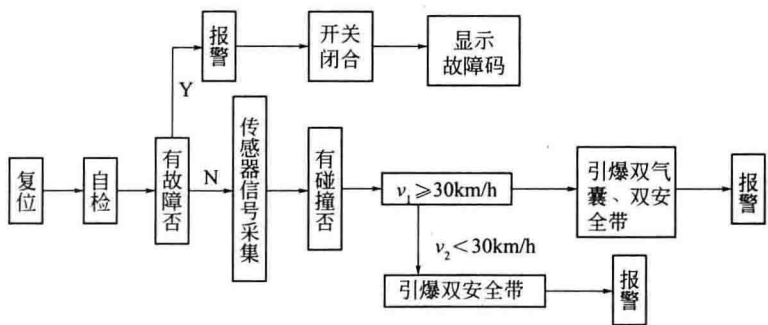 报警
开关
闭合
显示
故障码
Y
复位
自检
有故障否
N
传感器信号采集
有碰撞否
v₁≥30km/h
引爆双气
囊、双安
全带
报警
v₂<30km/h
引爆双安全带
报警